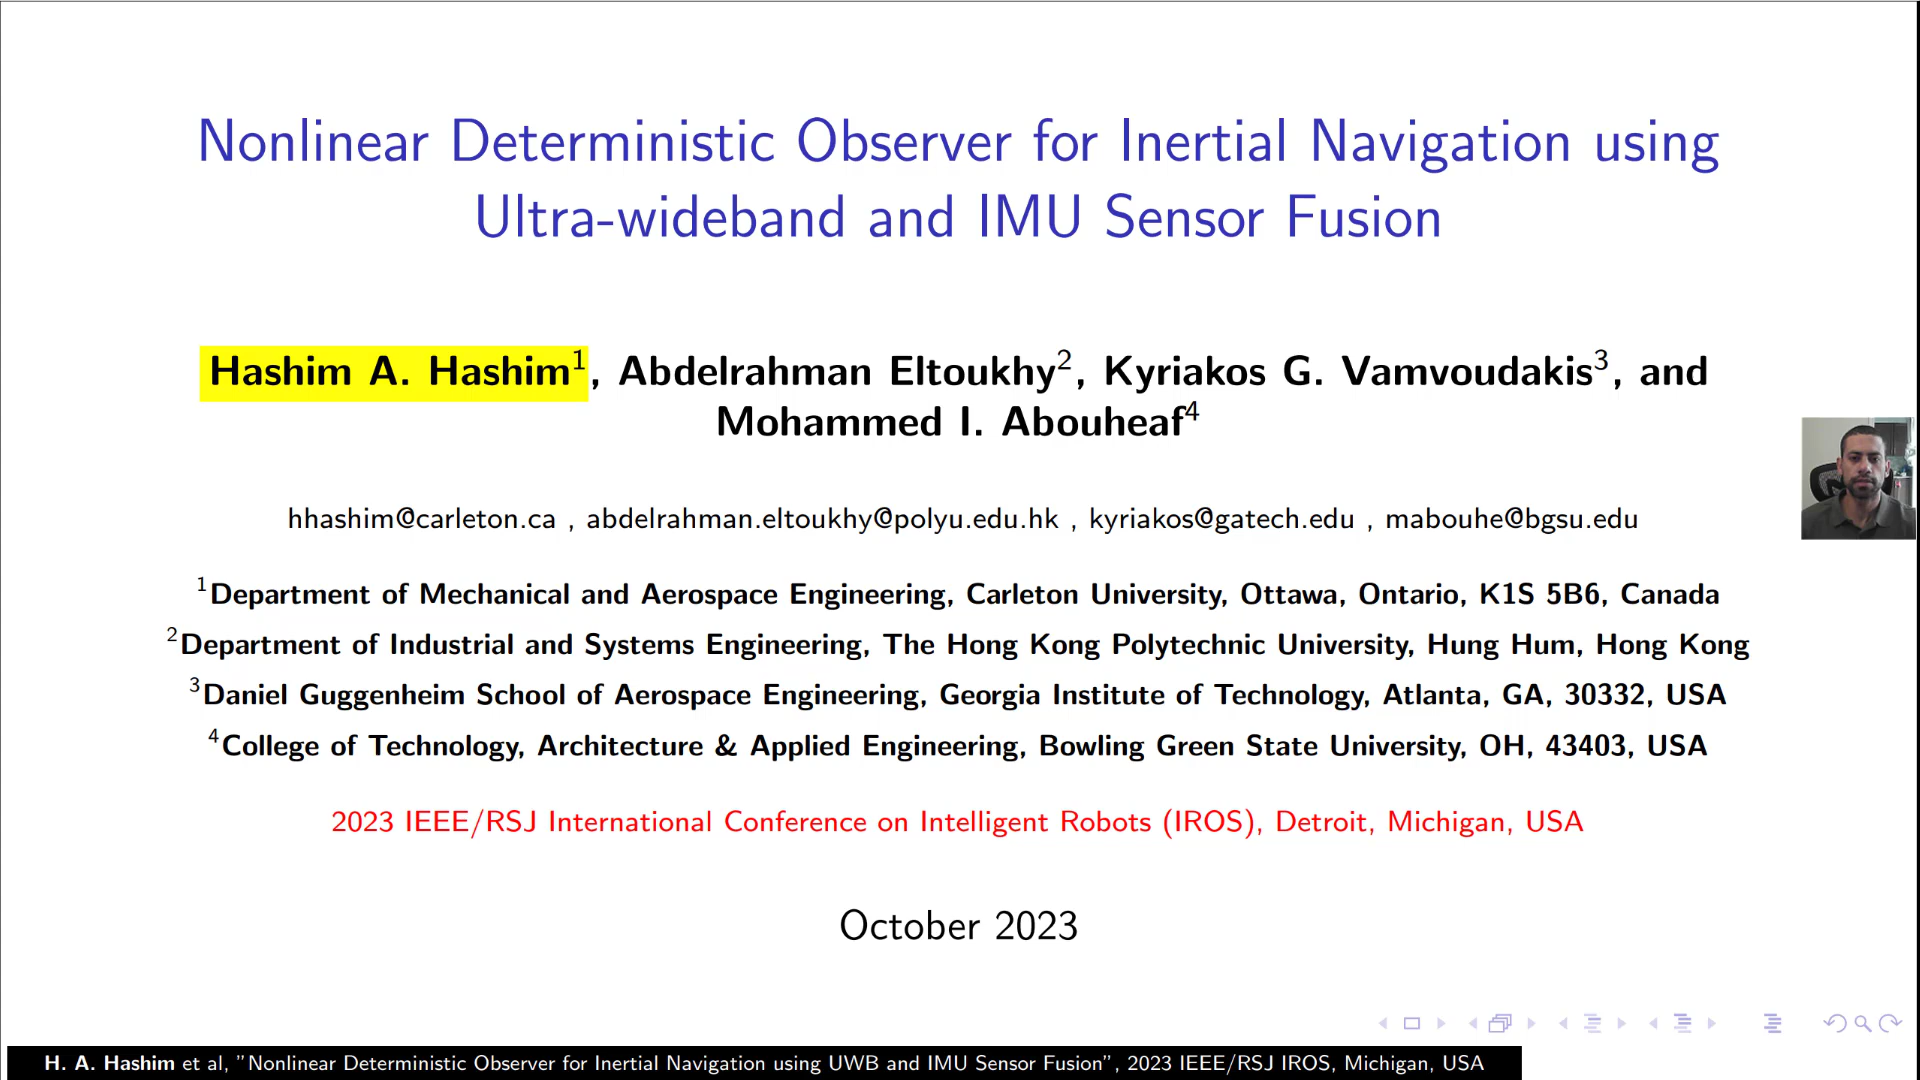 Nonlinear Deterministic Observer for Inertial Navigation using
Ultra-wideband and IMU Sensor Fusion
Hashim A. Hashim¹, Abdelrahman Eltoukhy², Kyriakos G. Vamvoudakis³, and
Mohammed I. Abouheaf⁴
hhashim@carleton.ca , abdelrahman.eltoukhy@polyu.edu.hk , kyriakos@gatech.edu , mabouhe@bgsu.edu
¹Department of Mechanical and Aerospace Engineering, Carleton University, Ottawa, Ontario, K1S 5B6, Canada
²Department of Industrial and Systems Engineering, The Hong Kong Polytechnic University, Hung Hum, Hong Kong
³Daniel Guggenheim School of Aerospace Engineering, Georgia Institute of Technology, Atlanta, GA, 30332, USA
⁴College of Technology, Architecture & Applied Engineering, Bowling Green State University, OH, 43403, USA
2023 IEEE/RSJ International Conference on Intelligent Robots (IROS), Detroit, Michigan, USA
October 2023
H. A. Hashim et al, "Nonlinear Deterministic Observer for Inertial Navigation using UWB and IMU Sensor Fusion", 2023 IEEE/RSJ IROS, Michigan, USA